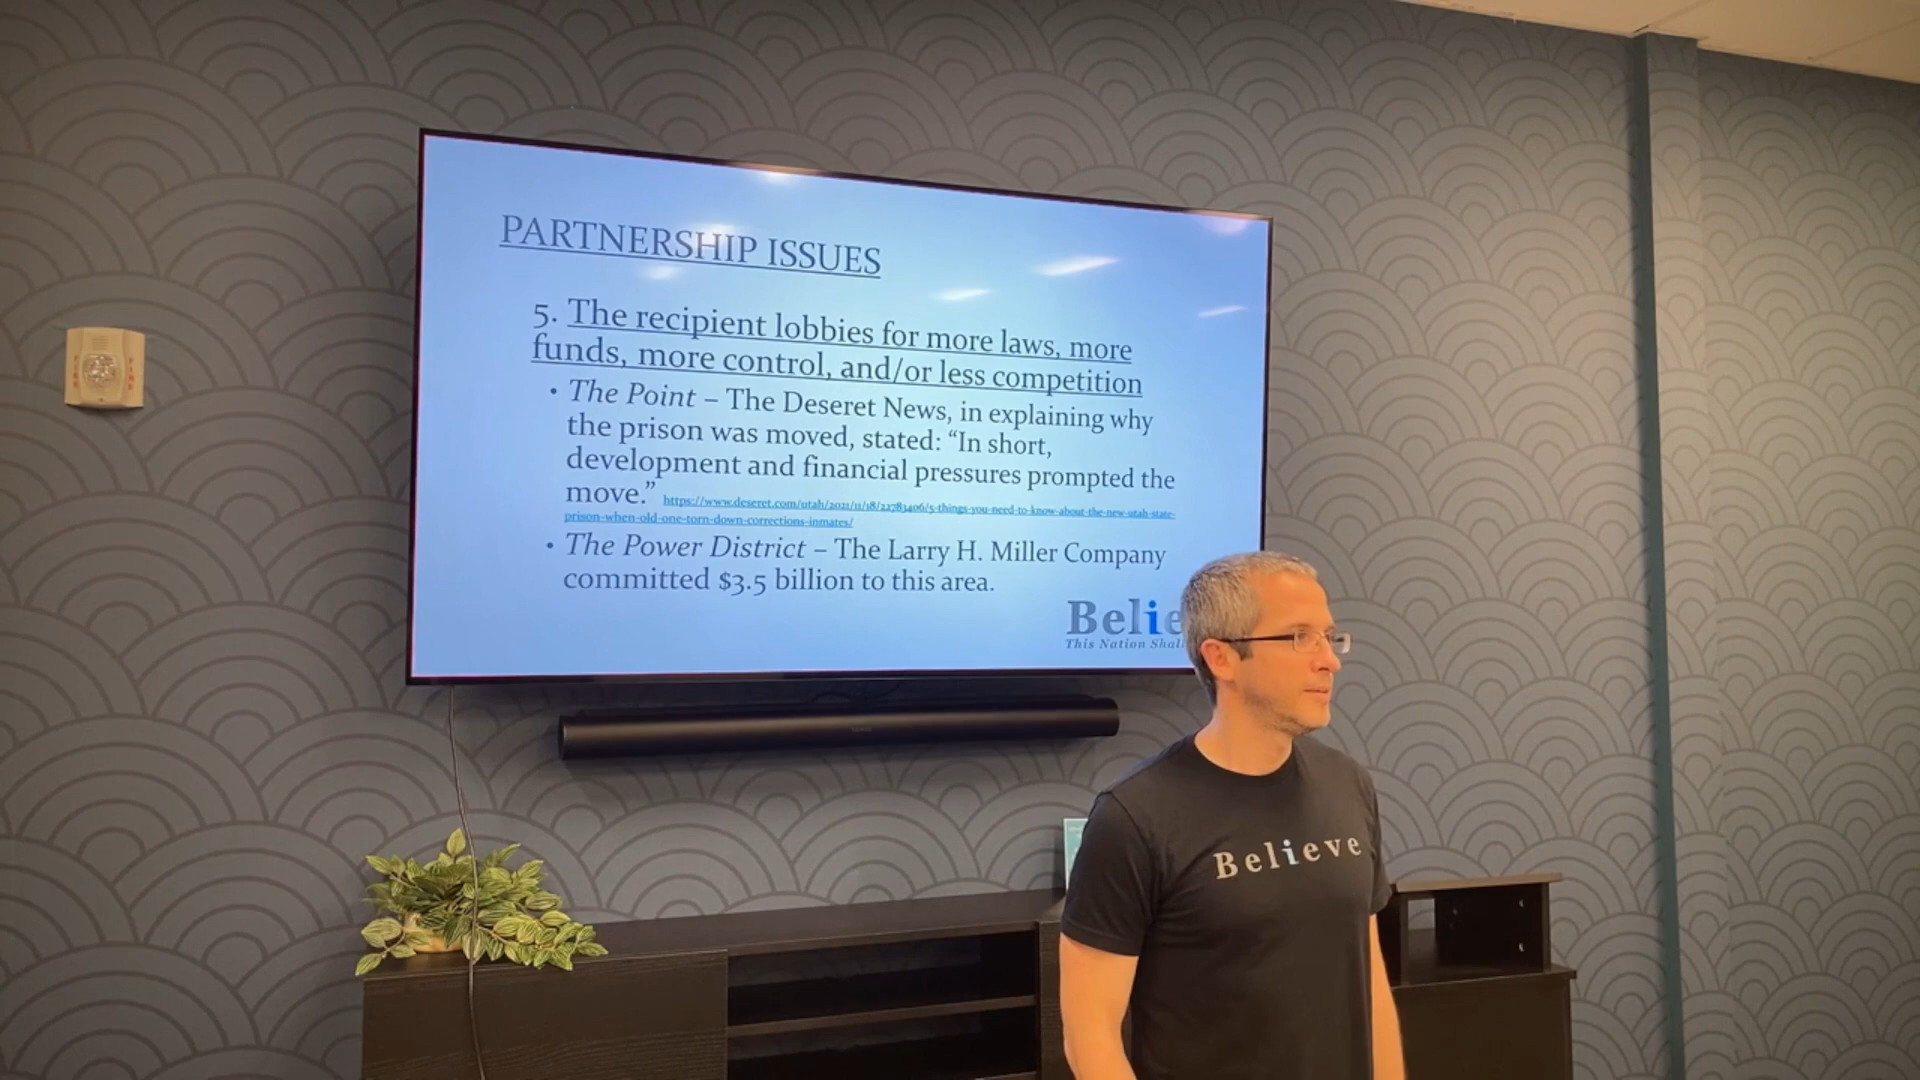 PARTNERSHIP ISSUES
5. The recipient lobbies for more laws, more
funds, more control, and/or less competition
• The Point – The Deseret News, in explaining why
the prison was moved, stated: “In short,
development and financial pressures prompted the
move.” https://www.deseret.com/utah/2021/11/18/22783406/5-things-you-need-to-know-about-the-new-utah-state-
prison-when-old-one-torn-down-corrections-inmates/
• The Power District – The Larry H. Miller Company
committed $3.5 billion to this area.
Belie
This Nation Shall
Believe
FIRE
FIRE